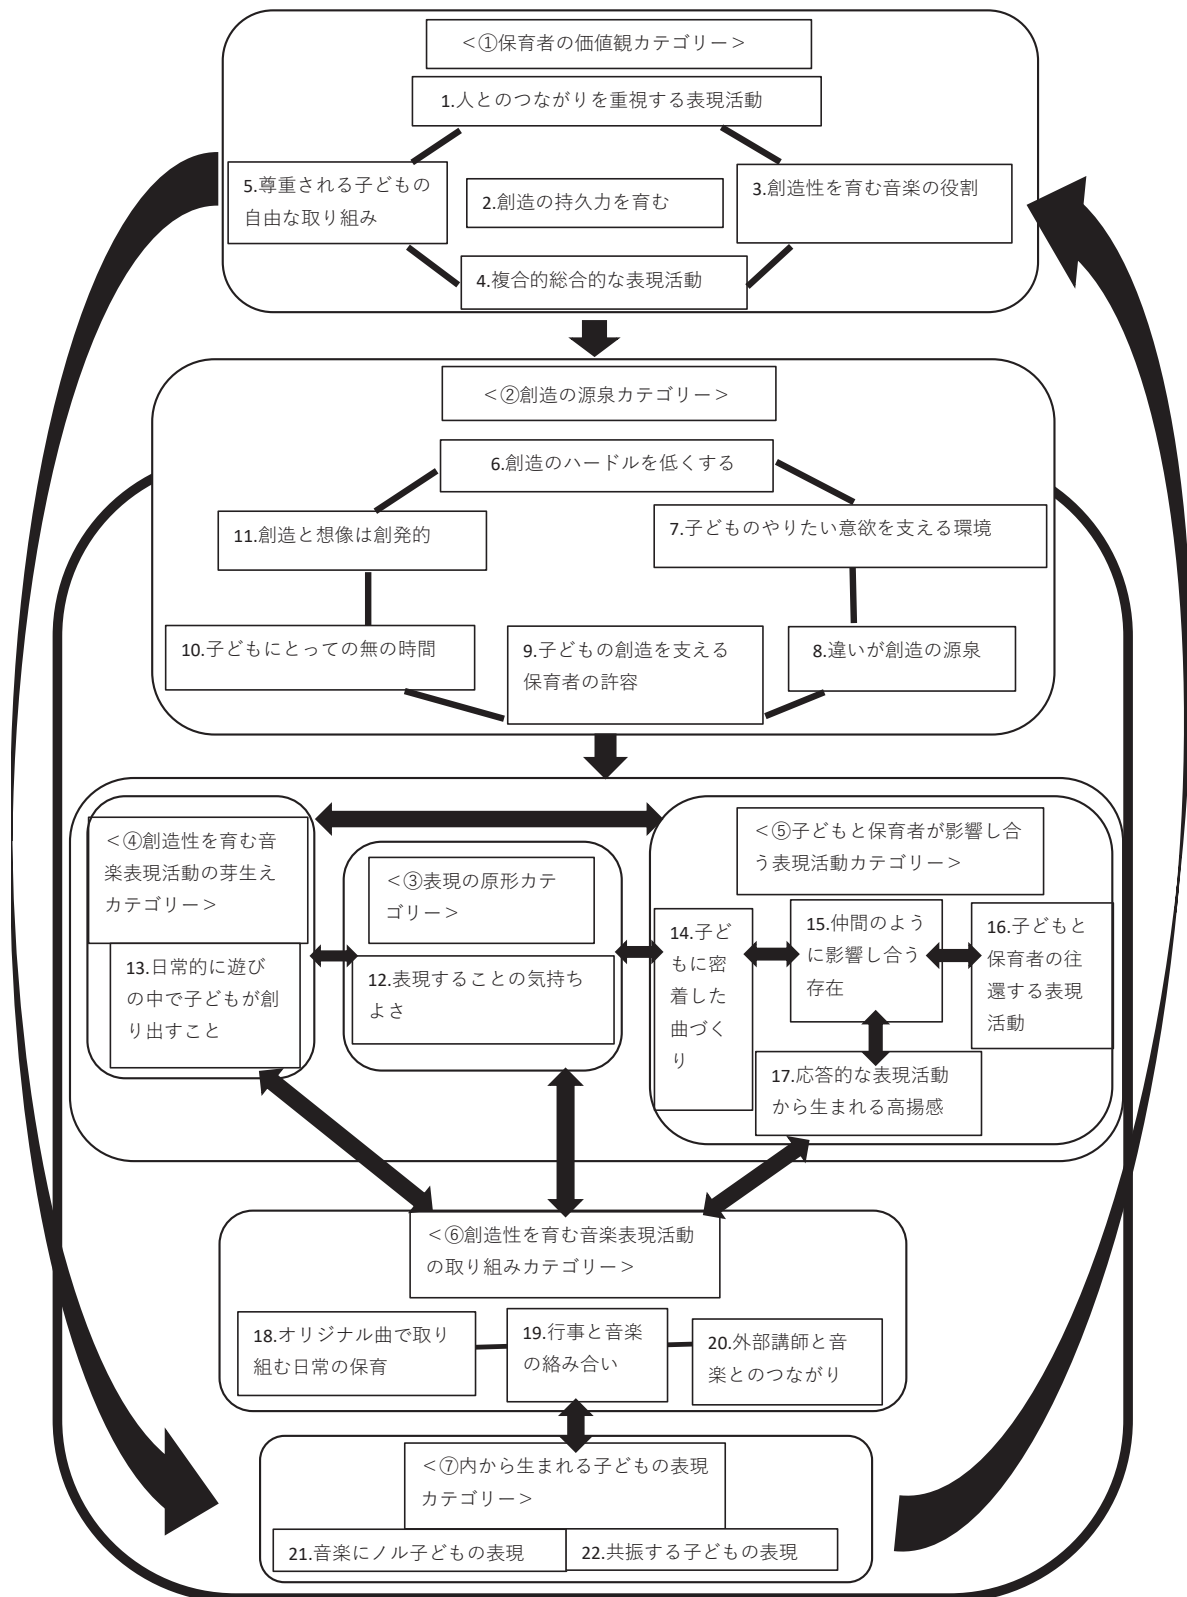 ＜①保育者の価値観カテゴリー＞
1.人とのつながりを重視する表現活動
5.尊重される子どもの
自由な取り組み
2.創造の持久力を育む
3.創造性を育む音楽の役割
4.複合的総合的な表現活動
＜②創造の源泉カテゴリー＞
6.創造のハードルを低くする
11.創造と想像は創発的
7.子どものやりたい意欲を支える環境
10.子どもにとっての無の時間
9.子どもの創造を支える
保育者の許容
8.違いが創造の源泉
＜④創造性を育む音
楽表現活動の芽生え
カテゴリー＞
13.日常的に遊び
の中で子どもが創
り出すこと
＜③表現の原形カテ
ゴリー＞
12.表現することの気持ち
よさ
＜⑤子どもと保育者が影響し合
う表現活動カテゴリー＞
14.子ど
もに密
着した
曲づく
り
15.仲間のよう
に影響し合う
存在
16.子どもと
保育者の往
還する表現
活動
17.応答的な表現活動
から生まれる高揚感
＜⑥創造性を育む音楽表現活動
の取り組みカテゴリー＞
18.オリジナル曲で取り
組む日常の保育
19.行事と音楽
の絡み合い
20.外部講師と音
楽とのつながり
＜⑦内から生まれる子どもの表現
カテゴリー＞
21.音楽にノル子どもの表現
22.共振する子どもの表現